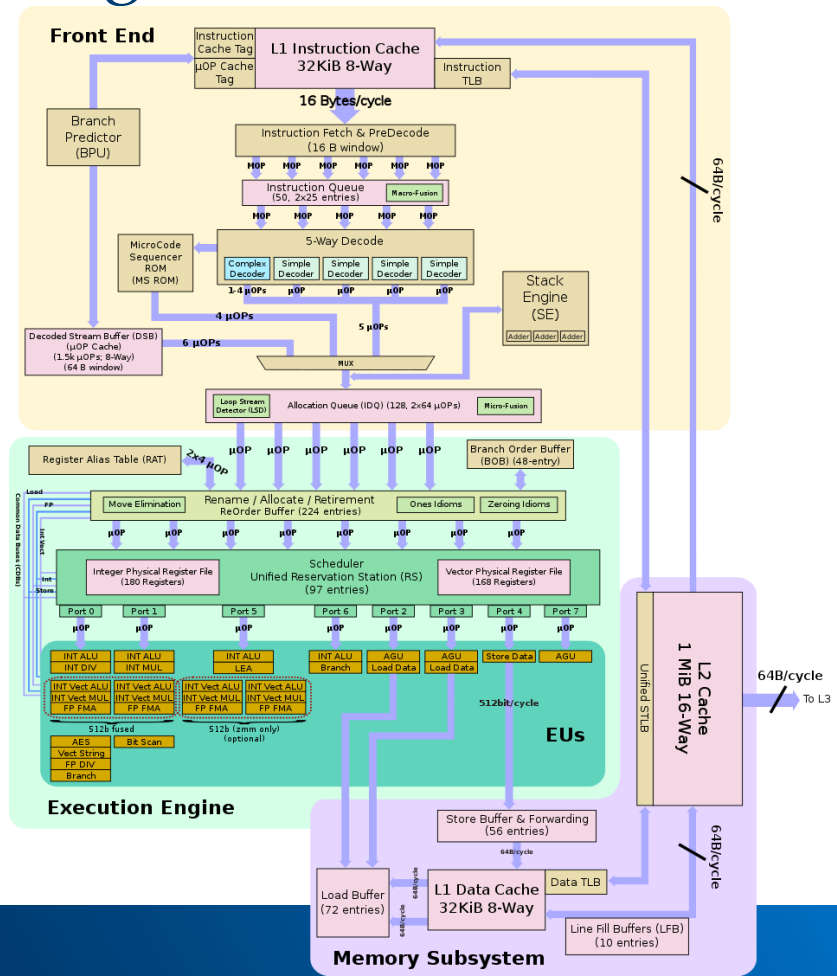 Front End
Instruction
Cache Tag
µOP Cache
Tag
L1 Instruction Cache
32KiB 8-Way
Instruction
TLB
16 Bytes/cycle
Branch
Predictor
(BPU)
Instruction Fetch & PreDecode
(16 B window)
MOP MOP MOP MOP MOP MOP
Instruction Queue
(50, 2x25 entries)
Macro-Fusion
MOP MOP MOP MOP MOP
64B/cycle
5-Way Decode
MicroCode
Sequencer
ROM
(MS ROM)
Complex
Decoder
Simple
Decoder
Simple
Decoder
Simple
Decoder
Simple
Decoder
1-4 µOPs µOP µOP µOP µOP
Stack
Engine
(SE)
Adder Adder Adder
4 µOPs
5 µOPs
Decoded Stream Buffer (DSB)
(µOP Cache)
(1.5k µOPs; 8-Way)
(64 B window)
6 µOPs
MUX
Loop Stream
Detector (LSD)
Allocation Queue (IDQ) (128, 2x64 µOPs)
Micro-Fusion
µOP µOP µOP µOP µOP µOP
Register Alias Table (RAT)
2x4 µOP
Branch Order Buffer
(BOB) (48-entry)
Load
FP
Common Data Buses (CDBs)
Int Vect
Int
Store
Move Elimination
Rename / Allocate / Retirement
ReOrder Buffer (224 entries)
Ones Idioms
Zeroing Idioms
µOP µOP µOP µOP µOP µOP µOP µOP
Scheduler
Unified Reservation Station (RS)
(97 entries)
Integer Physical Register File
(180 Registers)
Vector Physical Register File
(168 Registers)
Port 0 Port 1 Port 5 Port 6 Port 2 Port 3 Port 4 Port 7
µOP µOP µOP µOP µOP µOP µOP µOP
INT ALU
INT DIV
INT ALU
INT MUL
INT ALU
LEA
INT ALU
Branch
AGU
Load Data
AGU
Load Data
Store Data
AGU
INT Vect ALU
INT Vect MUL
FP FMA
INT Vect ALU
INT Vect MUL
FP FMA
INT Vect ALU
INT Vect MUL
FP FMA
INT Vect ALU
INT Vect MUL
FP FMA
512b fused
512b (zmm only)
(optional)
AES
Vect String
FP DIV
Branch
Bit Scan
512bit/cycle
EUs
Execution Engine
Unified STLB
L2 Cache
1 MiB 16-Way
64B/cycle
To L3
Store Buffer & Forwarding
(56 entries)
64B/cycle
64B/cycle
Load Buffer
(72 entries)
64B/cycle
64B/cycle
L1 Data Cache
32KiB 8-Way
Data TLB
Line Fill Buffers (LFB)
(10 entries)
Memory Subsystem